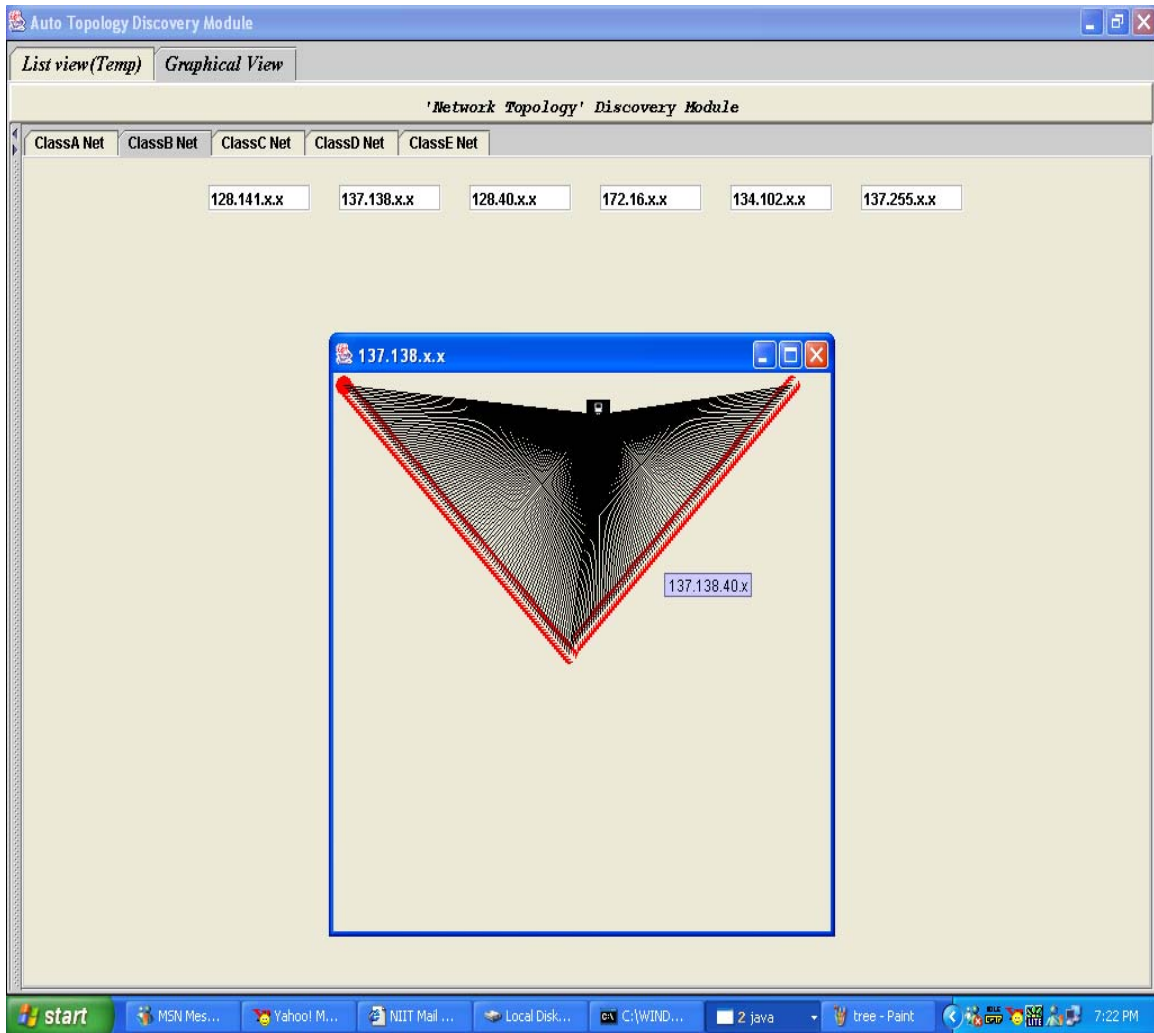 Auto Topology Discovery Module
List view(Temp) Graphical View
'Network Topology' Discovery Module
ClassA Net ClassB Net ClassC Net ClassD Net ClassE Net
128.141.x.x 137.138.x.x 128.40.x.x 172.16.x.x 134.102.x.x 137.255.x.x
137.138.x.x
137.138.40.x
start MSN Mes... Yahoo! M... NIIT Mail ... Local Disk... C:\WIND... 2 java tree - Paint 7:22 PM